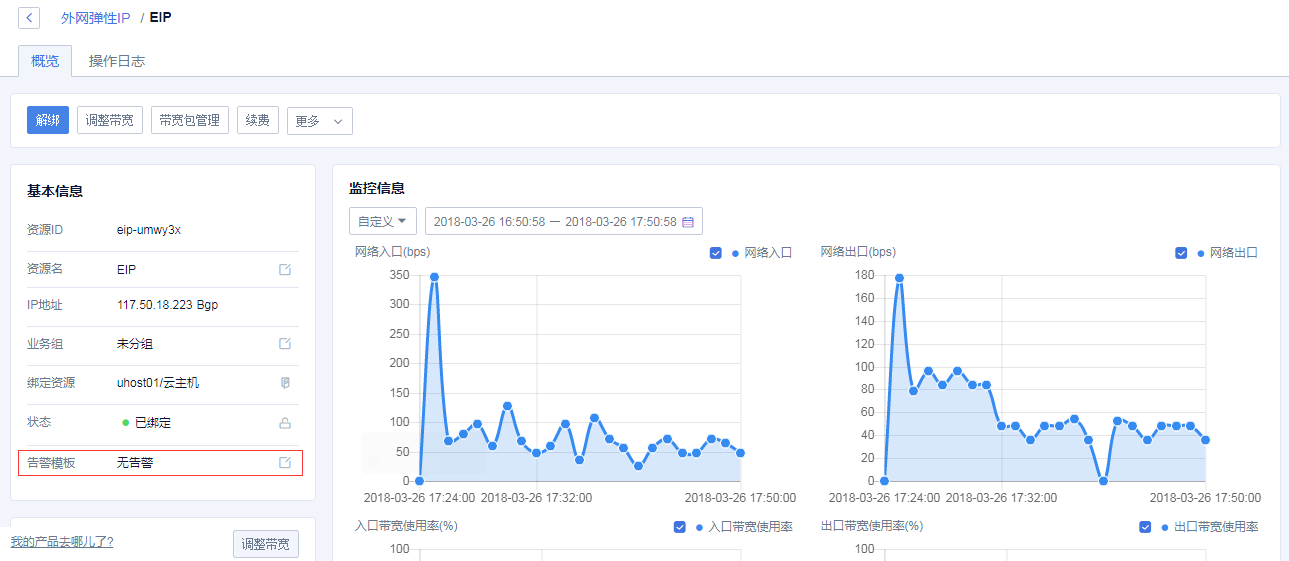 外网弹性IP / EIP
概览 操作日志
解绑 调整带宽 带宽包管理 续费 更多
基本信息
资源ID eip-umwy3x
资源名 EIP
IP地址 117.50.18.223 Bgp
业务组 未分组
绑定资源 uhost01/云主机
状态 已绑定
告警模板 无告警
我的产品去哪儿了? 调整带宽
监控信息
自定义 2018-03-26 16:50:58 — 2018-03-26 17:50:58
网络入口(bps) 网络入口
350
300
250
200
150
100
50
0
2018-03-26 17:24:00 2018-03-26 17:32:00 2018-03-26 17:50:00
网络出口(bps) 网络出口
180
160
140
120
100
80
60
40
20
0
2018-03-26 17:24:00 2018-03-26 17:32:00 2018-03-26 17:50:00
入口带宽使用率(%) 入口带宽使用率
100
出口带宽使用率(%) 出口带宽使用率
100